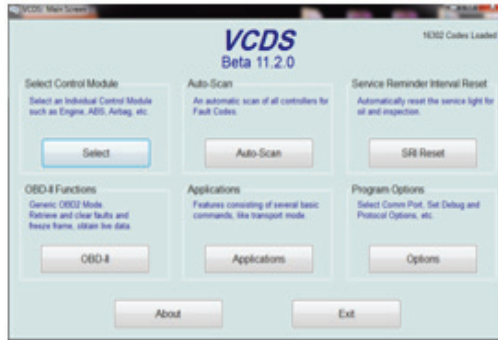 VCDS: Main Screen
VCDS
Beta 11.2.0
16302 Codes Loaded
Select Control Module
Select an Individual Control Module
such as Engine, ABS, Airbag, etc.
Select
Auto-Scan
An automatic scan of all controllers for
Fault Codes.
Auto-Scan
Service Reminder Interval Reset
Automatically reset the service light for
oil and inspection.
SRI Reset
OBD-II Functions
Generic OBD2 Mode.
Retrieve and clear faults and
freeze frame, obtain live data.
OBD-II
Applications
Features consisting of several basic
commands, like transport mode.
Applications
Program Options
Select Comm Port, Set Debug and
Protocol Options, etc.
Options
About
Exit